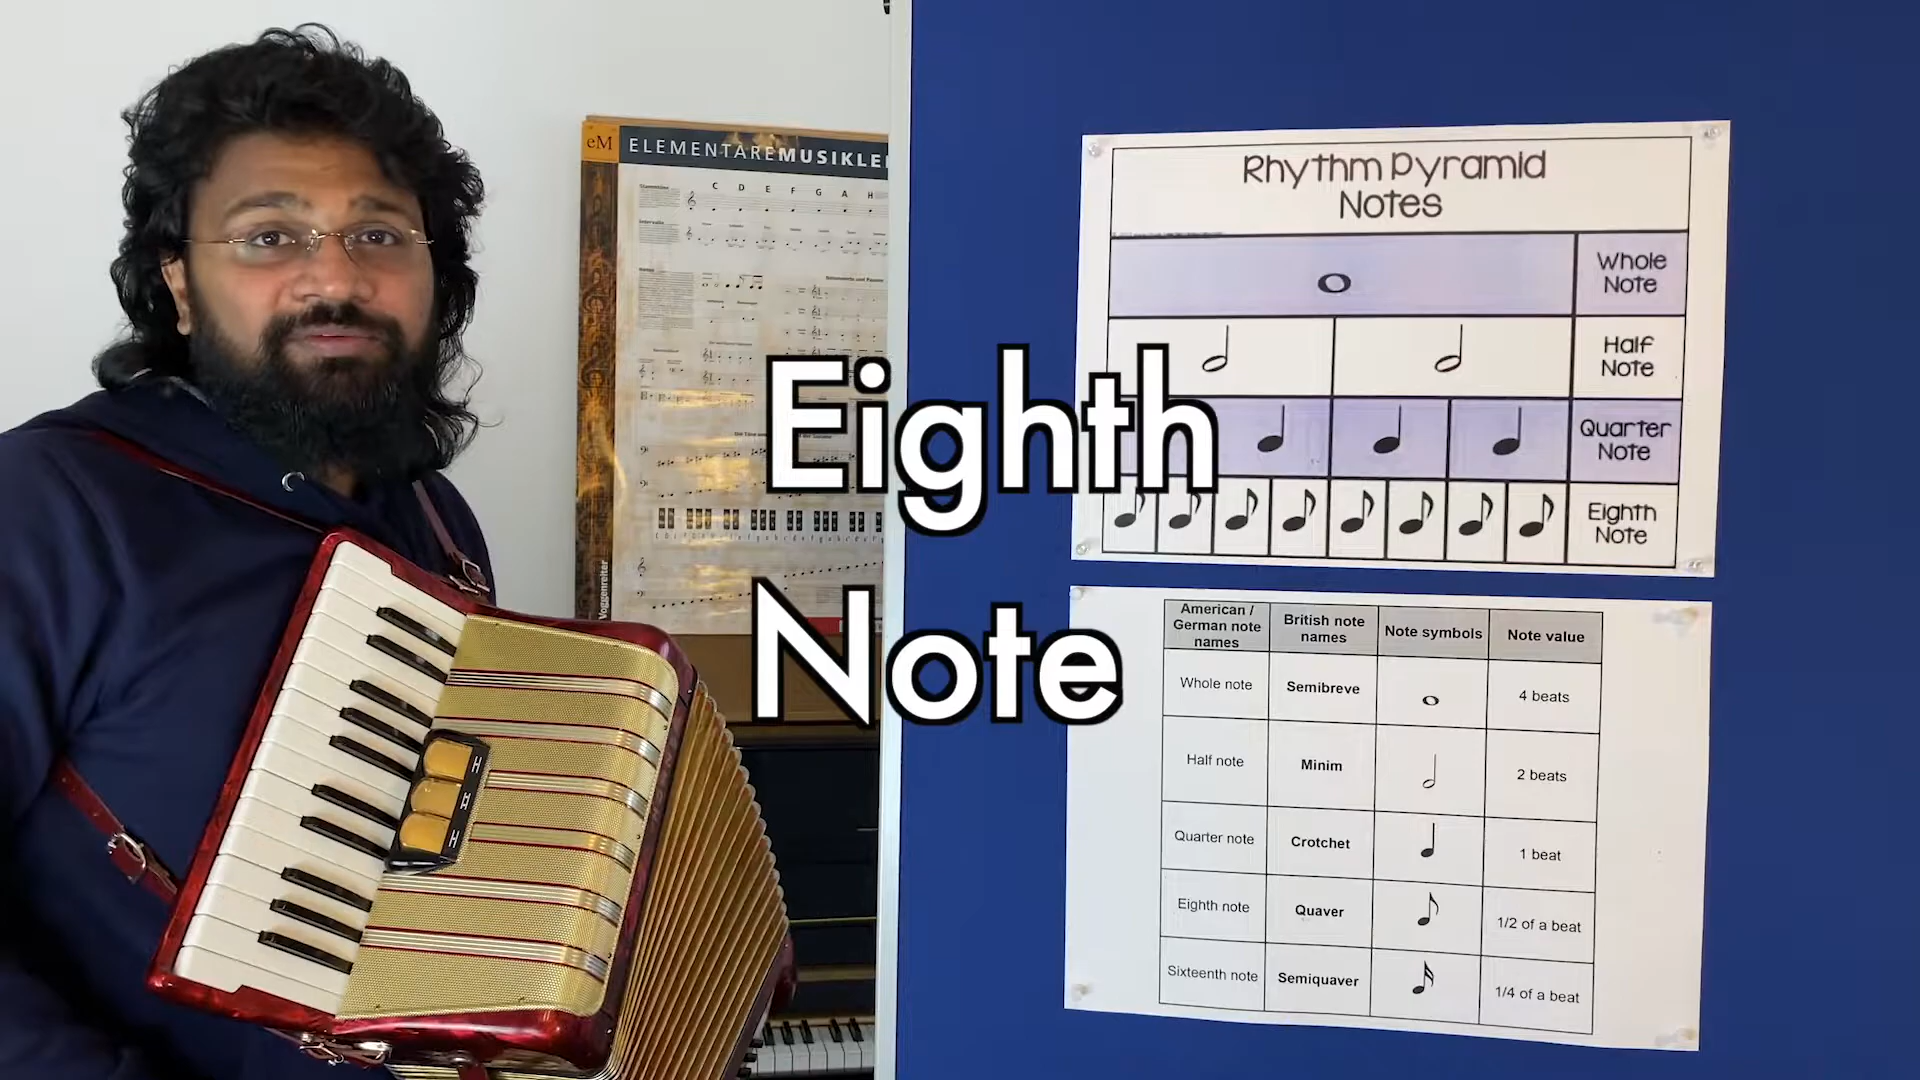 eM ELEMENTAREMUSIKLE
C D E F G A H
Voggenreiter
Eighth
Note
Rhythm Pyramid
Notes
Whole
Note
Half
Note
Quarter
Note
Eighth
Note
American /
German note
names
British note
names
Note symbols
Note value
Whole note
Semibreve
4 beats
Half note
Minim
2 beats
Quarter note
Crotchet
1 beat
Eighth note
Quaver
1/2 of a beat
Sixteenth note
Semiquaver
1/4 of a beat